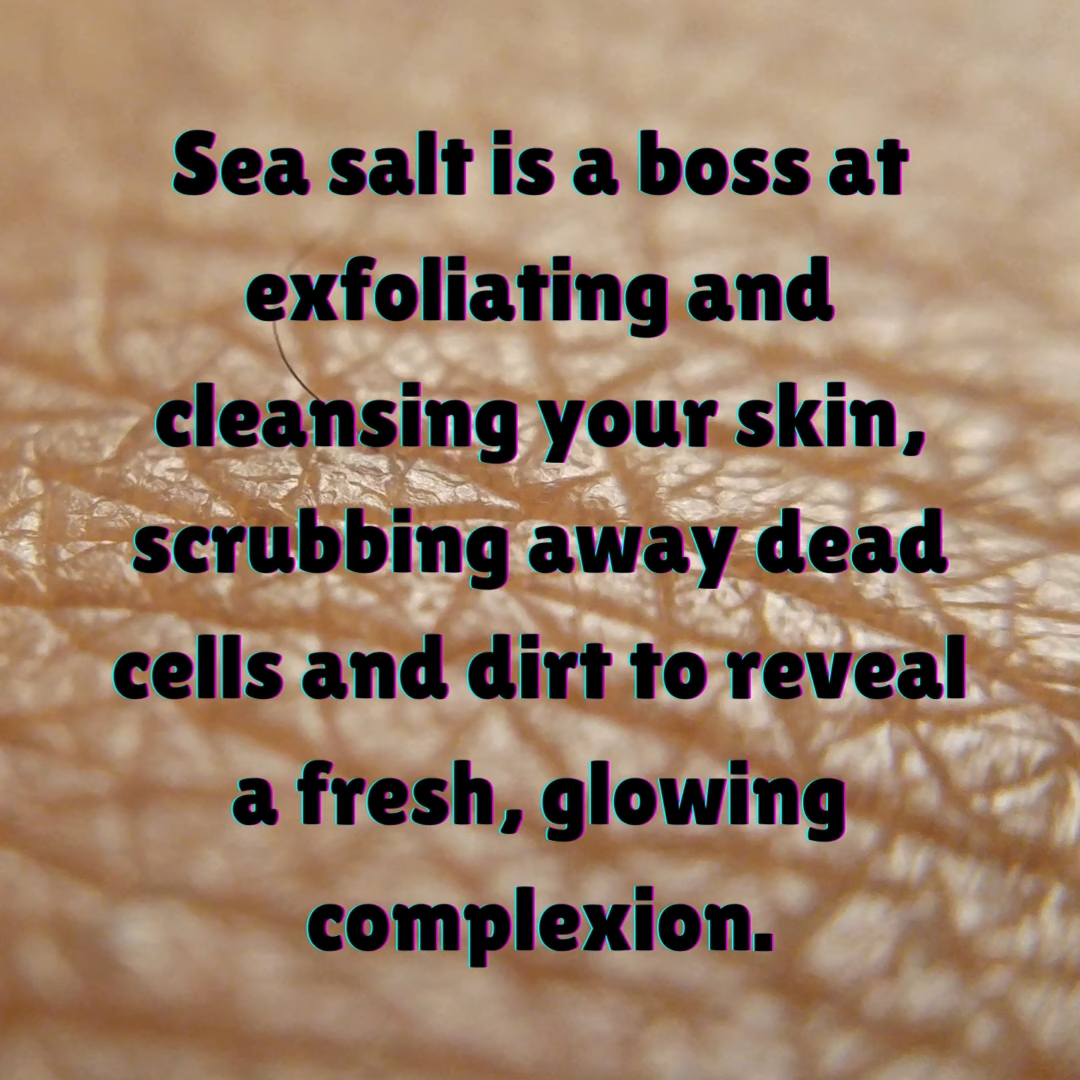 Sea salt is a boss at
exfoliating and
cleansing your skin,
scrubbing away dead
cells and dirt to reveal
a fresh, glowing
complexion.